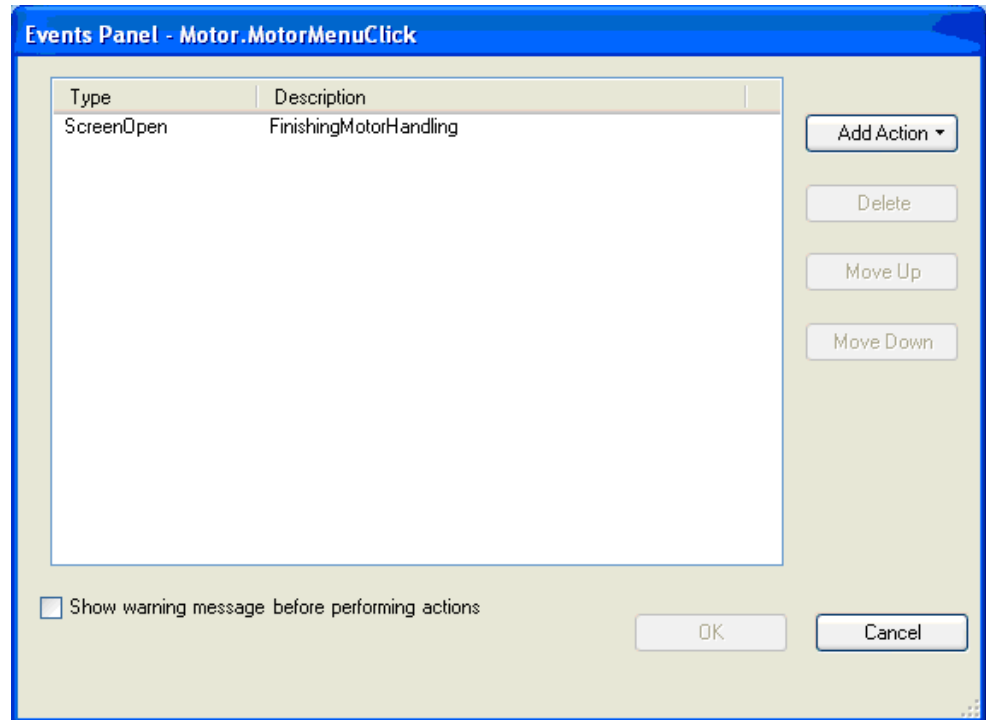 Events Panel - Motor.MotorMenuClick
Type Description
ScreenOpen FinishingMotorHandling
Add Action
Delete
Move Up
Move Down
Show warning message before performing actions
OK Cancel